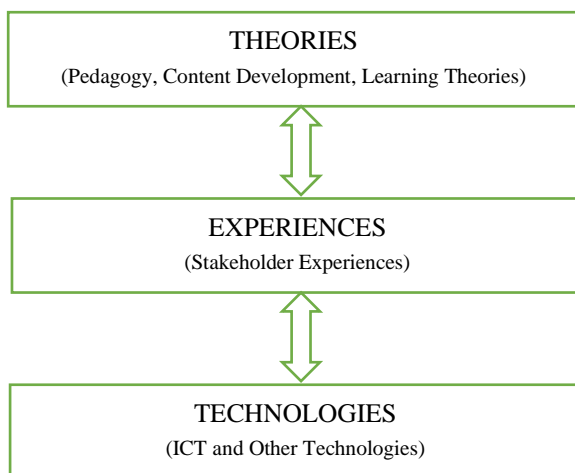 THEORIES
(Pedagogy, Content Development, Learning Theories)
EXPERIENCES
(Stakeholder Experiences)
TECHNOLOGIES
(ICT and Other Technologies)